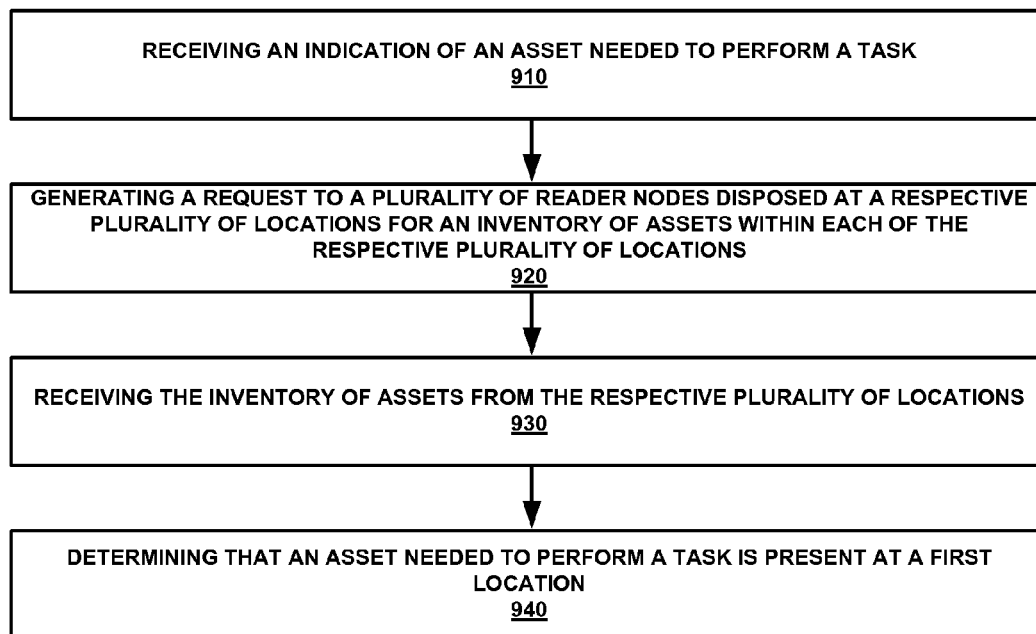 RECEIVING AN INDICATION OF AN ASSET NEEDED TO PERFORM A TASK
910
GENERATING A REQUEST TO A PLURALITY OF READER NODES DISPOSED AT A RESPECTIVE
PLURALITY OF LOCATIONS FOR AN INVENTORY OF ASSETS WITHIN EACH OF THE
RESPECTIVE PLURALITY OF LOCATIONS
920
RECEIVING THE INVENTORY OF ASSETS FROM THE RESPECTIVE PLURALITY OF LOCATIONS
930
DETERMINING THAT AN ASSET NEEDED TO PERFORM A TASK IS PRESENT AT A FIRST
LOCATION
940